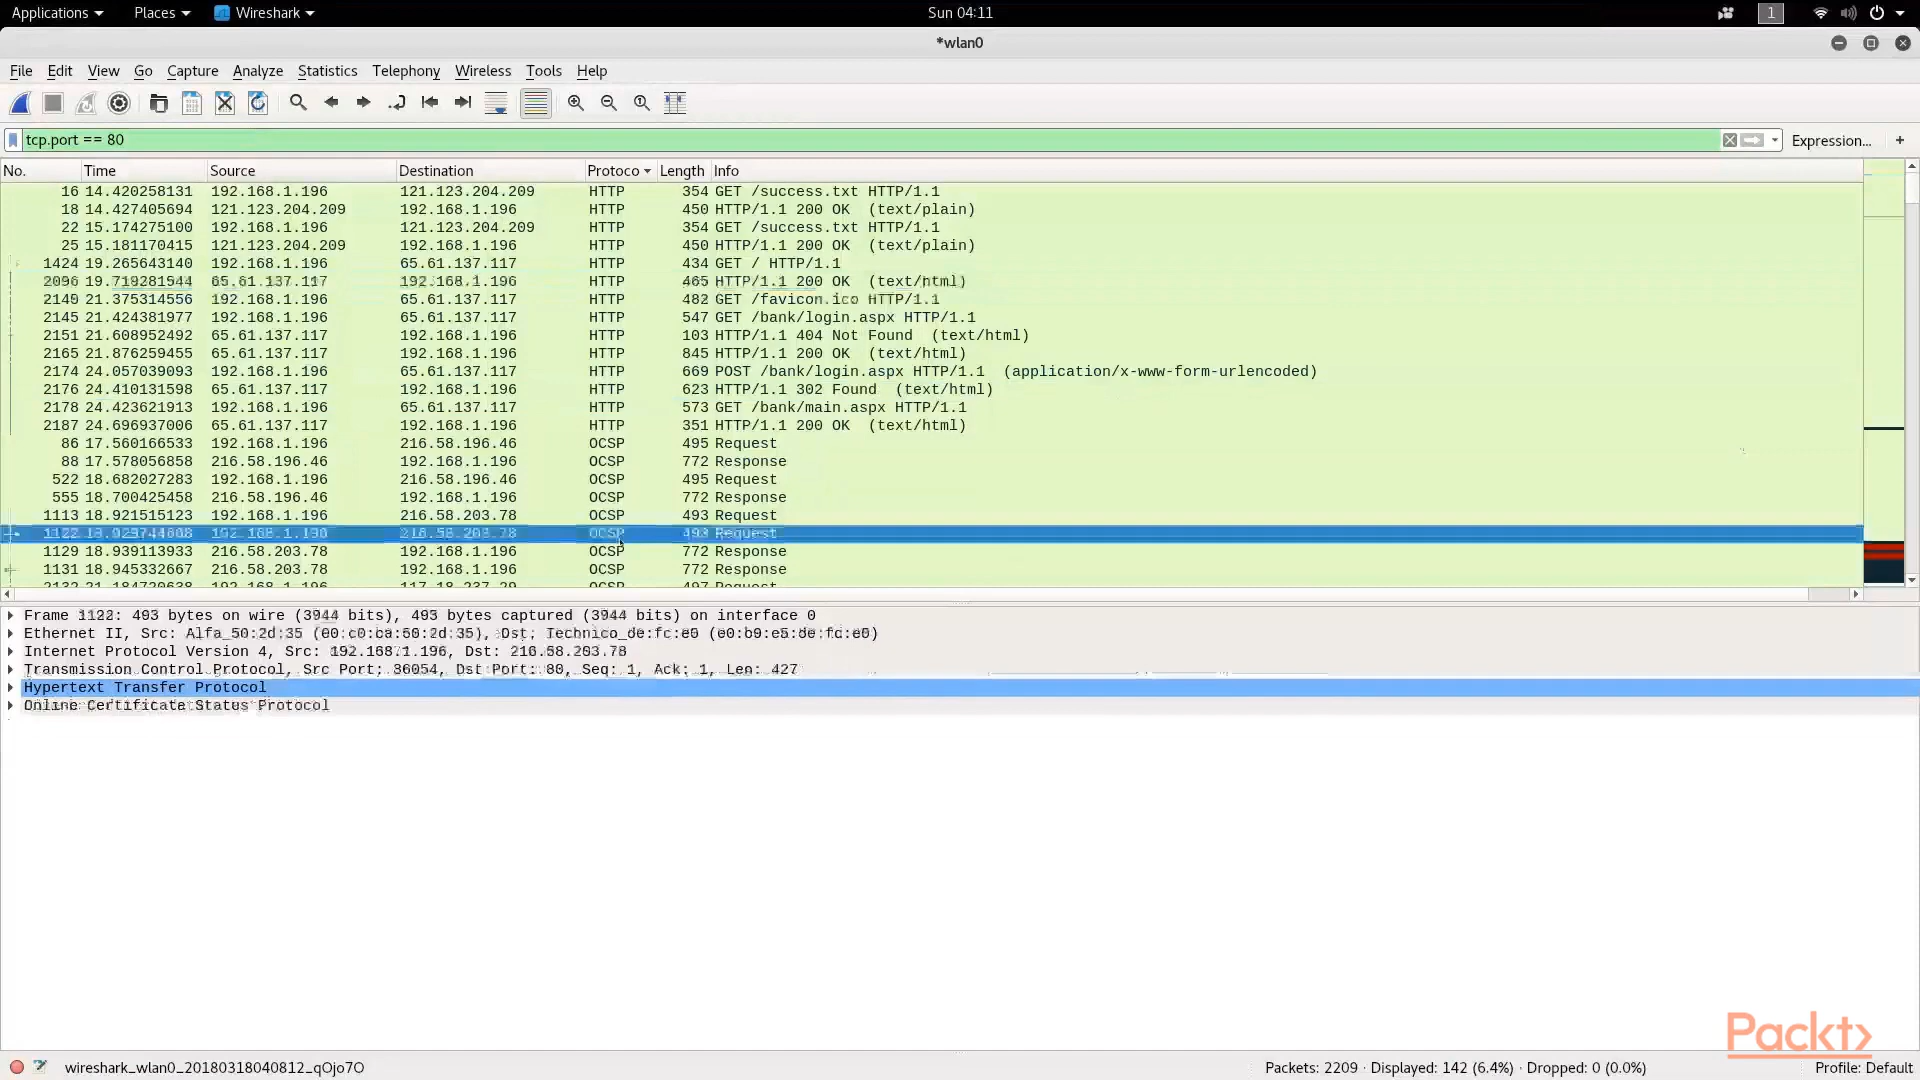 Applications Places Wireshark Sun 04:11 1
*wlan0
File Edit View Go Capture Analyze Statistics Telephony Wireless Tools Help
tcp.port == 80 Expression… +
No. Time Source Destination Protoco Length Info
16 14.420258131 192.168.1.196 121.123.204.209 HTTP 354 GET /success.txt HTTP/1.1
18 14.427405694 121.123.204.209 192.168.1.196 HTTP 450 HTTP/1.1 200 OK (text/plain)
22 15.174275100 192.168.1.196 121.123.204.209 HTTP 354 GET /success.txt HTTP/1.1
25 15.181170415 121.123.204.209 192.168.1.196 HTTP 450 HTTP/1.1 200 OK (text/plain)
1424 19.265643140 192.168.1.196 65.61.137.117 HTTP 434 GET / HTTP/1.1
2096 19.719281544 65.61.137.117 192.168.1.196 HTTP 465 HTTP/1.1 200 OK (text/html)
2149 21.375314556 192.168.1.196 65.61.137.117 HTTP 482 GET /favicon.ico HTTP/1.1
2145 21.424381977 192.168.1.196 65.61.137.117 HTTP 547 GET /bank/login.aspx HTTP/1.1
2151 21.608952492 65.61.137.117 192.168.1.196 HTTP 103 HTTP/1.1 404 Not Found (text/html)
2165 21.876259455 65.61.137.117 192.168.1.196 HTTP 845 HTTP/1.1 200 OK (text/html)
2174 24.057039093 192.168.1.196 65.61.137.117 HTTP 669 POST /bank/login.aspx HTTP/1.1 (application/x-www-form-urlencoded)
2176 24.410131598 65.61.137.117 192.168.1.196 HTTP 623 HTTP/1.1 302 Found (text/html)
2178 24.423621913 192.168.1.196 65.61.137.117 HTTP 573 GET /bank/main.aspx HTTP/1.1
2187 24.696937006 65.61.137.117 192.168.1.196 HTTP 351 HTTP/1.1 200 OK (text/html)
86 17.560166533 192.168.1.196 216.58.196.46 OCSP 495 Request
88 17.578056858 216.58.196.46 192.168.1.196 OCSP 772 Response
522 18.682027283 192.168.1.196 216.58.196.46 OCSP 495 Request
555 18.700425458 216.58.196.46 192.168.1.196 OCSP 772 Response
1113 18.921515123 192.168.1.196 216.58.203.78 OCSP 493 Request
1122 216.58.203.78 OCSP 493 Request
1129 18.939113933 216.58.203.78 192.168.1.196 OCSP 772 Response
1131 18.945332667 216.58.203.78 192.168.1.196 OCSP 772 Response
Frame 1122: 493 bytes on wire (3944 bits), 493 bytes captured (3944 bits) on interface 0
Ethernet II, Src: Alfa_50:2d:35 (00:c0:ca:50:2d:35), Dst: (
Internet Protocol Version 4, Src: 192.168.1.196, Dst: 216.58.203.78
Transmission Control Protocol, Src Port: 36054, Dst Port: 80, Seq: 1, Ack: 1, Len: 427
Hypertext Transfer Protocol
Online Certificate Status Protocol
Packt>
wireshark_wlan0_20180318040812_qOjo7O Packets: 2209 · Displayed: 142 (6.4%) · Dropped: 0 (0.0%) Profile: Default